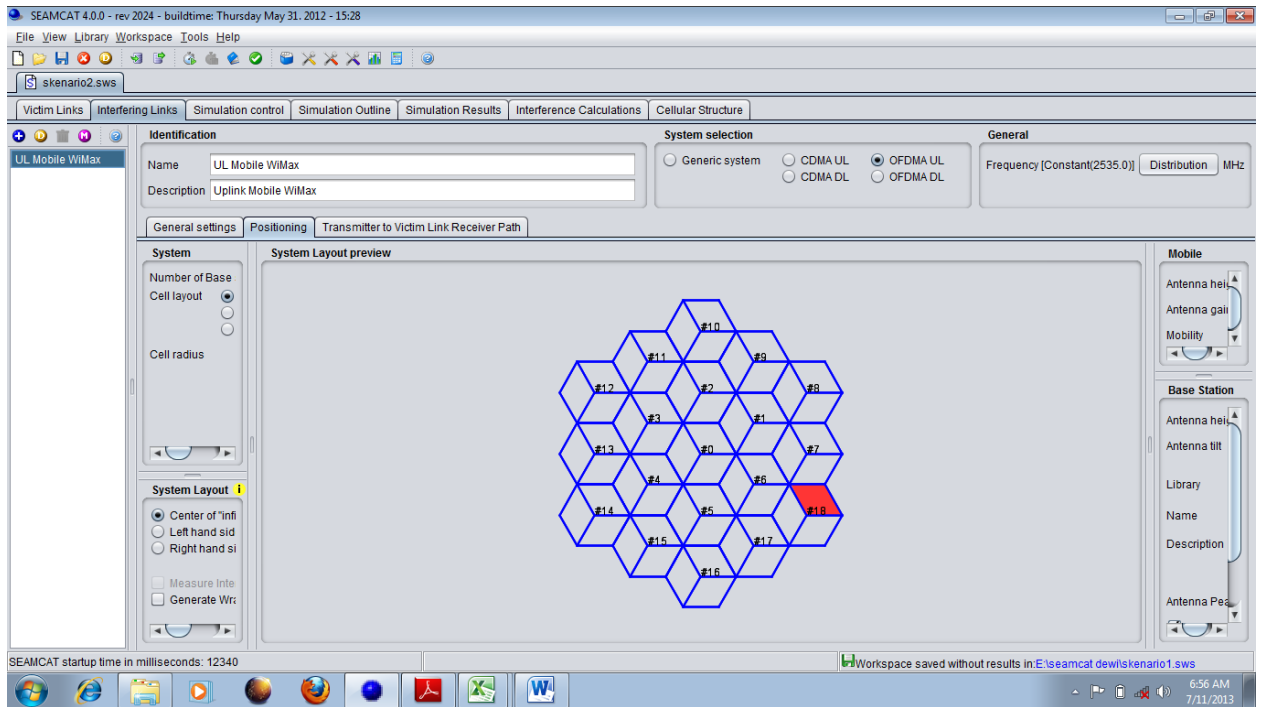 SEAMCAT 4.0.0 - rev 2024 - buildtime: Thursday May 31. 2012 - 15:28
File View Library Workspace Tools Help
skenario2.sws
Victim Links Interfering Links Simulation control Simulation Outline Simulation Results Interference Calculations Cellular Structure
UL Mobile WiMax
Identification
Name UL Mobile WiMax
Description Uplink Mobile WiMax
System selection
Generic system CDMA UL OFDMA UL
CDMA DL OFDMA DL
General
Frequency [Constant(2535.0)] Distribution MHz
General settings Positioning Transmitter to Victim Link Receiver Path
System
Number of Base
Cell layout
Cell radius
System Layout i
Center of "infi
Left hand sid
Right hand si
Measure Inte
Generate Wra
System Layout preview
#10
#11 #9
#12 #2 #8
#3 #1
#13 #0 #7
#4 #6
#14 #5 #18
#15 #17
#16
Mobile
Antenna hei
Antenna gai
Mobility
Base Station
Antenna hei
Antenna tilt
Library
Name
Description
Antenna Pea
SEAMCAT startup time in milliseconds: 12340
Workspace saved without results in:E:\seamcat dewi\skenario1.sws
6:56 AM
7/11/2013